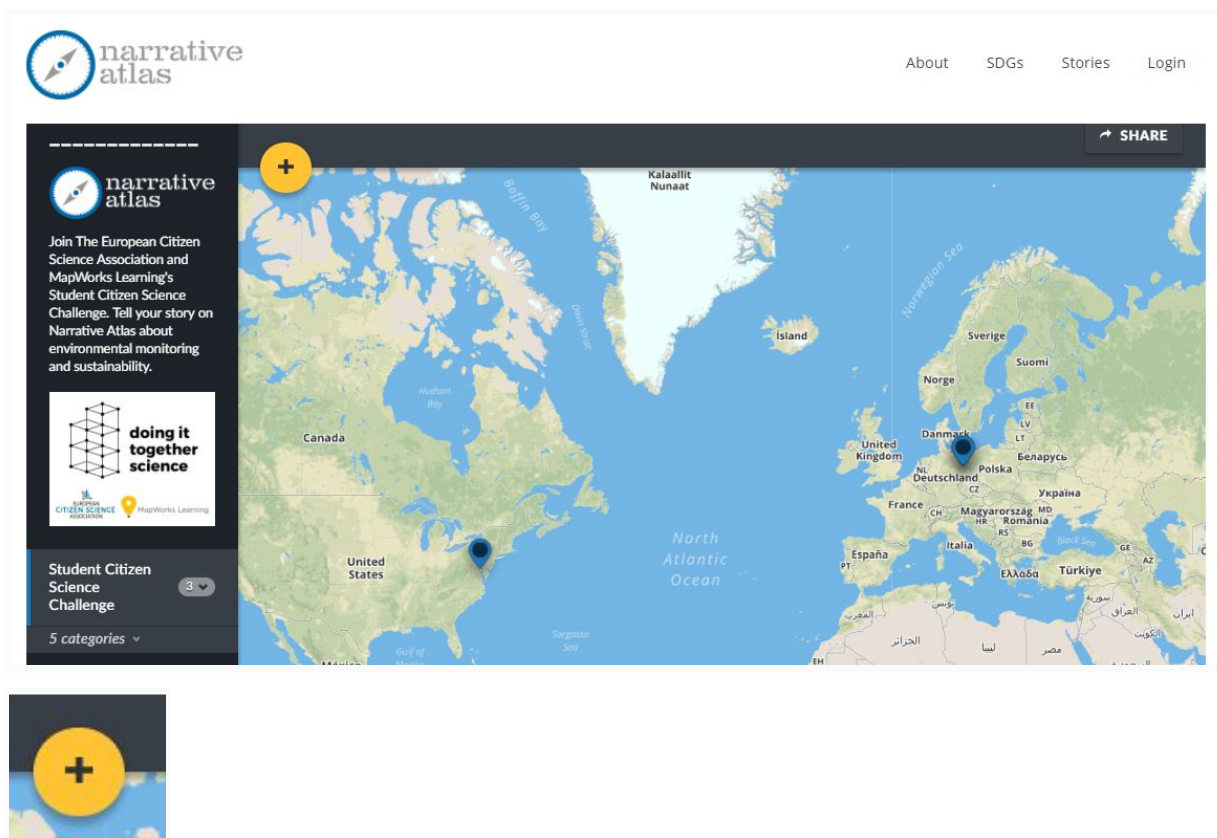 narrative
atlas
About SDGs Stories Login
SHARE
narrative
atlas
Join The European Citizen
Science Association and
MapWorks Learning's
Student Citizen Science
Challenge. Tell your story on
Narrative Atlas about
environmental monitoring
and sustainability.
doing it
together
science
EUROPEAN
CITIZEN SCIENCE
ASSOCIATION
MapWorks Learning
Student Citizen
Science
Challenge
3
5 categories
+
Kalaallit
Nunaat
Baffin Bay
Davis Strait
Norwegian Sea
Ísland
Sverige
Suomi
Norge
Hudson
Bay
EE
LV
LT
Canada
United
Kingdom
Danmark
Беларусь
NL
Polska
Deutschland
CZ
Україна
France
CH
Magyarország
MD
HR
Romania
RS
North
Atlantic
Ocean
United
States
España
PT
Italia
BG
Black Sea
GE
AZ
Ελλάδα
Türkiye
Sargasso
Sea
Gulf of
المغرب
تونس
سورية
العراق
ایران
الجزائر
ليبيا
مصر
الكويت
México
EH
+